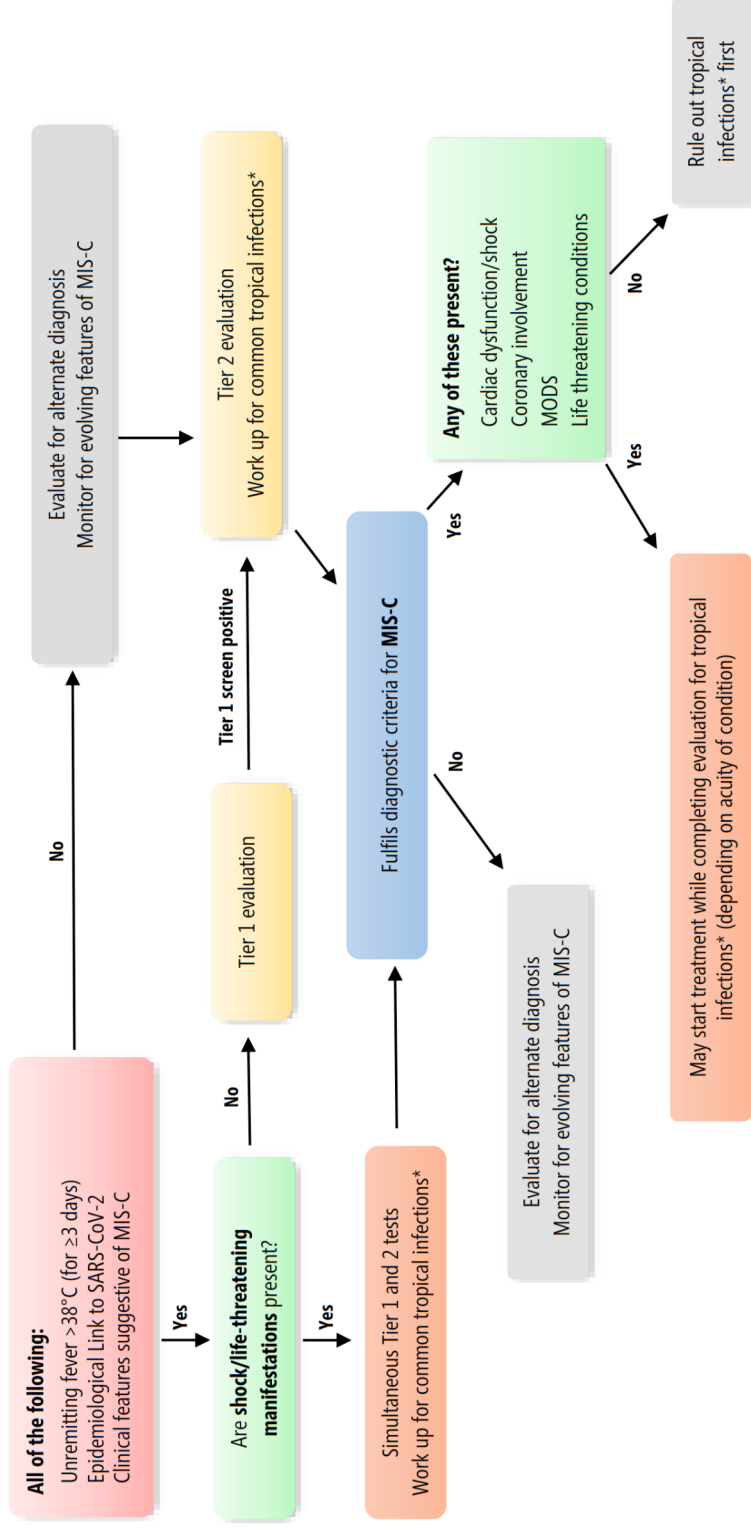 All of the following:
Unremitting fever >38°C (for ≥3 days)
Epidemiological Link to SARS-CoV-2
Clinical features suggestive of MIS-C
No
Evaluate for alternate diagnosis
Monitor for evolving features of MIS-C
Yes
Are shock/life-threatening
manifestations present?
No
Tier 1 evaluation
Tier 1 screen positive
Tier 2 evaluation
Work up for common tropical infections*
Yes
Simultaneous Tier 1 and 2 tests
Work up for common tropical infections*
Fulfils diagnostic criteria for MIS-C
No
Evaluate for alternate diagnosis
Monitor for evolving features of MIS-C
Yes
Any of these present?
Cardiac dysfunction/shock
Coronary involvement
MODS
Life threatening conditions
Yes
May start treatment while completing evaluation for tropical
infections* (depending on acuity of condition)
No
Rule out tropical
infections* first